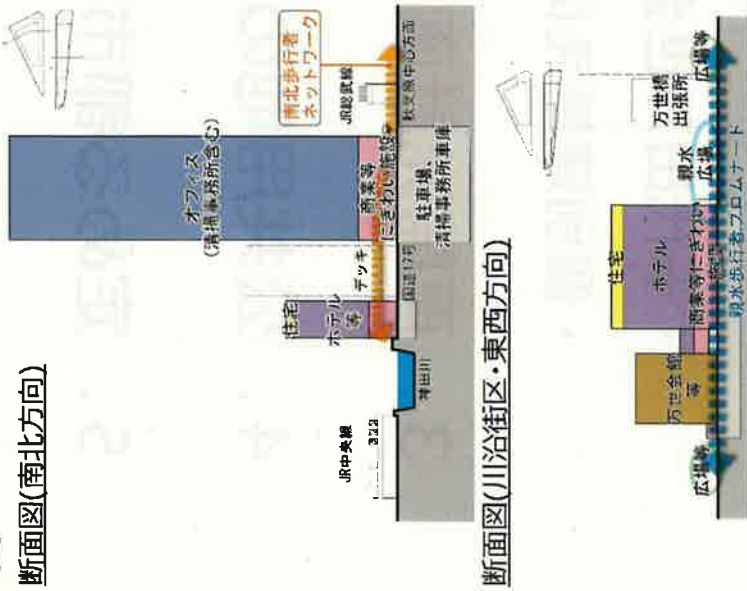 断面図(南北方向)
オフィス
(清掃事務所含む)
南北歩行者
ネットワーク
JR総武線
秋葉原中心方面
商業等
にぎわい施設
駐車場、
清掃事務所車庫
デッキ
国道17号
住宅
ホテル
等
神田川
JR中央線
断面図(川沿街区・東西方向)
住宅
ホテル
商業等にぎわい
施設
万世会館
等
広場等
親水
広場
万世橋
出張所
広場等
親水歩行者プロムナード